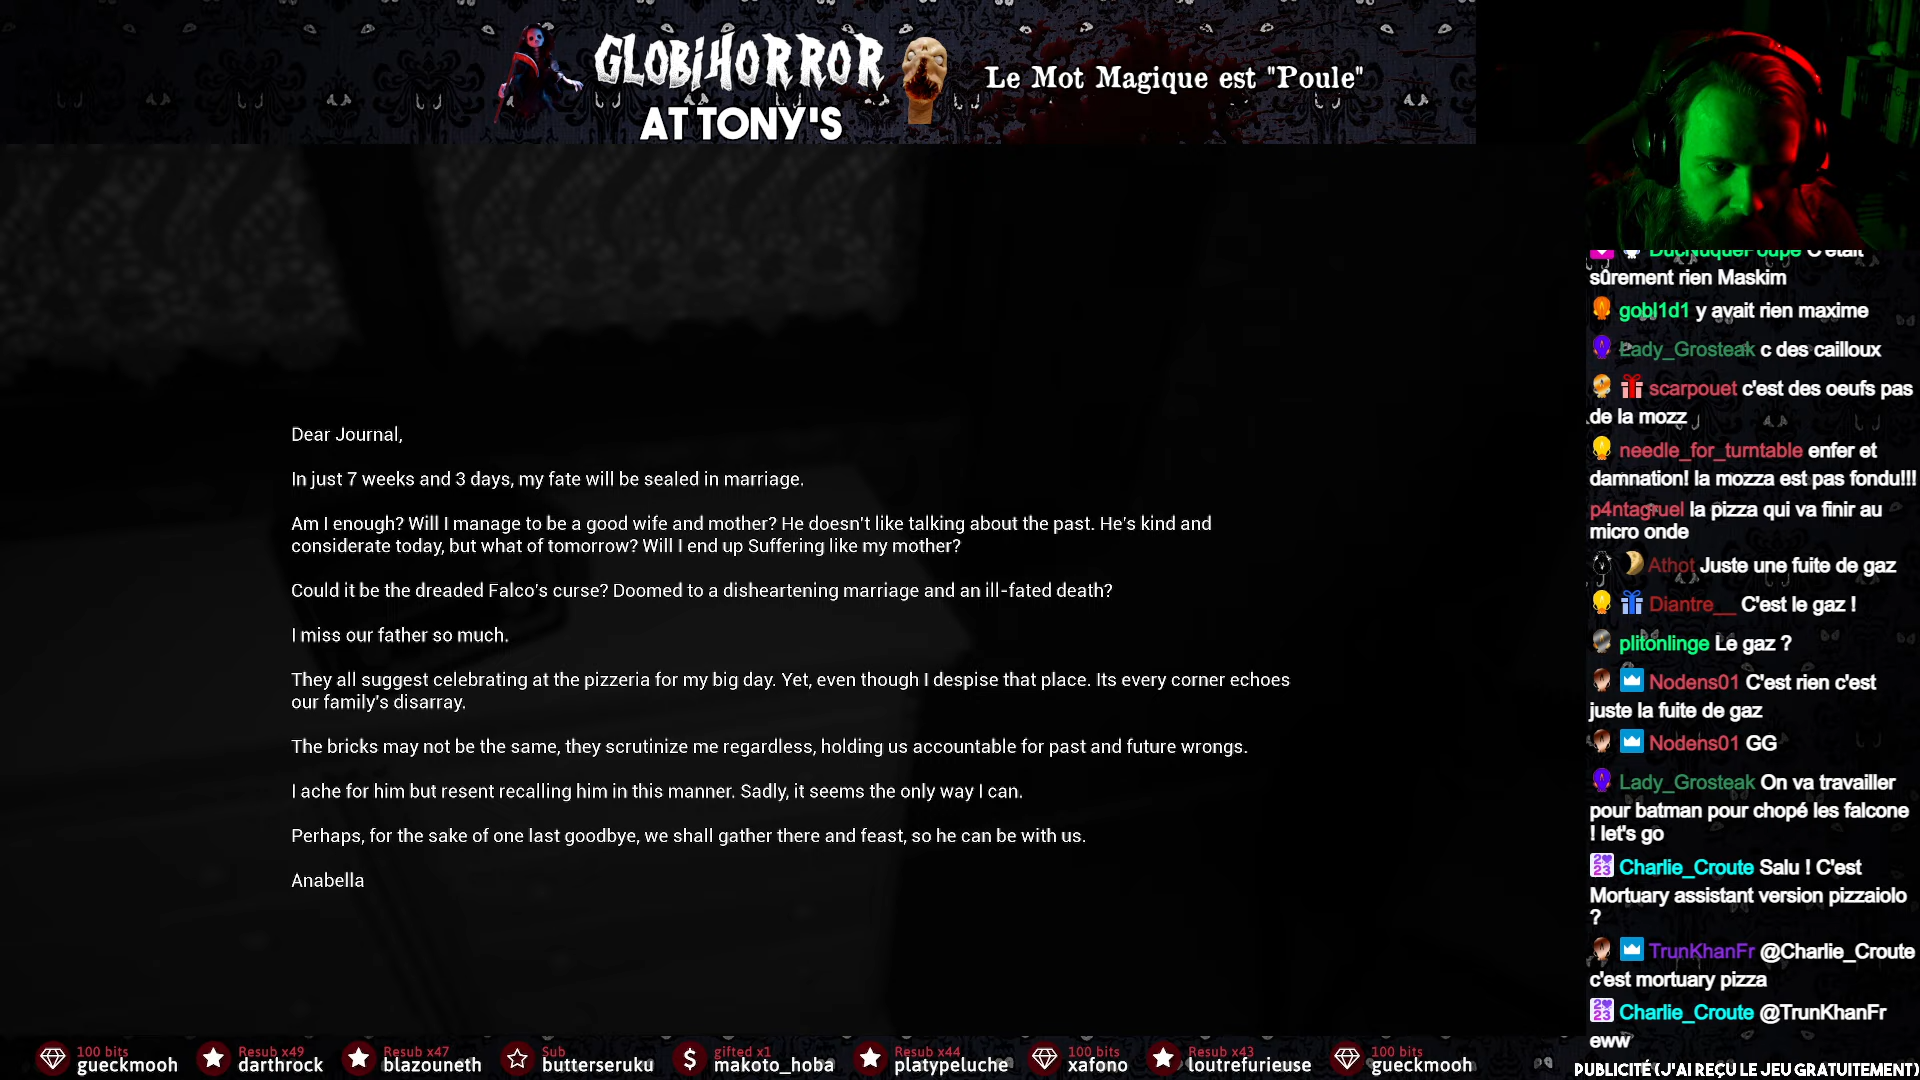 GLOBIHORROR
AT TONY'S
Le Mot Magique est "Poule"
Dear Journal,
In just 7 weeks and 3 days, my fate will be sealed in marriage.
Am I enough? Will I manage to be a good wife and mother? He doesn't like talking about the past. He's kind and
considerate today, but what of tomorrow? Will I end up Suffering like my mother?
Could it be the dreaded Falco's curse? Doomed to a disheartening marriage and an ill-fated death?
I miss our father so much.
They all suggest celebrating at the pizzeria for my big day. Yet, even though I despise that place. Its every corner echoes
our family's disarray.
The bricks may not be the same, they scrutinize me regardless, holding us accountable for past and future wrongs.
I ache for him but resent recalling him in this manner. Sadly, it seems the only way I can.
Perhaps, for the sake of one last goodbye, we shall gather there and feast, so he can be with us.
Anabella
C'était
sûrement rien Maskim
gobl1d1 y avait rien maxime
Lady_Grosteak c des cailloux
scarpouet c'est des oeufs pas
de la mozz
needle_for_turntable enfer et
damnation! la mozza est pas fondu!!!
p4ntagruel la pizza qui va finir au
micro onde
Athot Juste une fuite de gaz
Diantre__ C'est le gaz !
plitonlinge Le gaz ?
Nodens01 C'est rien c'est
juste la fuite de gaz
Nodens01 GG
Lady_Grosteak On va travailler
pour batman pour chopé les falcone
! let's go
Charlie_Croute Salu ! C'est
Mortuary assistant version pizzaiolo
?
TrunKhanFr @Charlie_Croute
c'est mortuary pizza
Charlie_Croute @TrunKhanFr
eww
100 bits
gueckmooh
Resub x49
darthrock
Resub x47
blazouneth
Sub
butterseruku
gifted x1
makoto_hoba
Resub x44
platypeluche
100 bits
xafono
Resub x43
loutrefurieuse
100 bits
gueckmooh
PUBLICITÉ (J'AI REÇU LE JEU GRATUITEMENT)